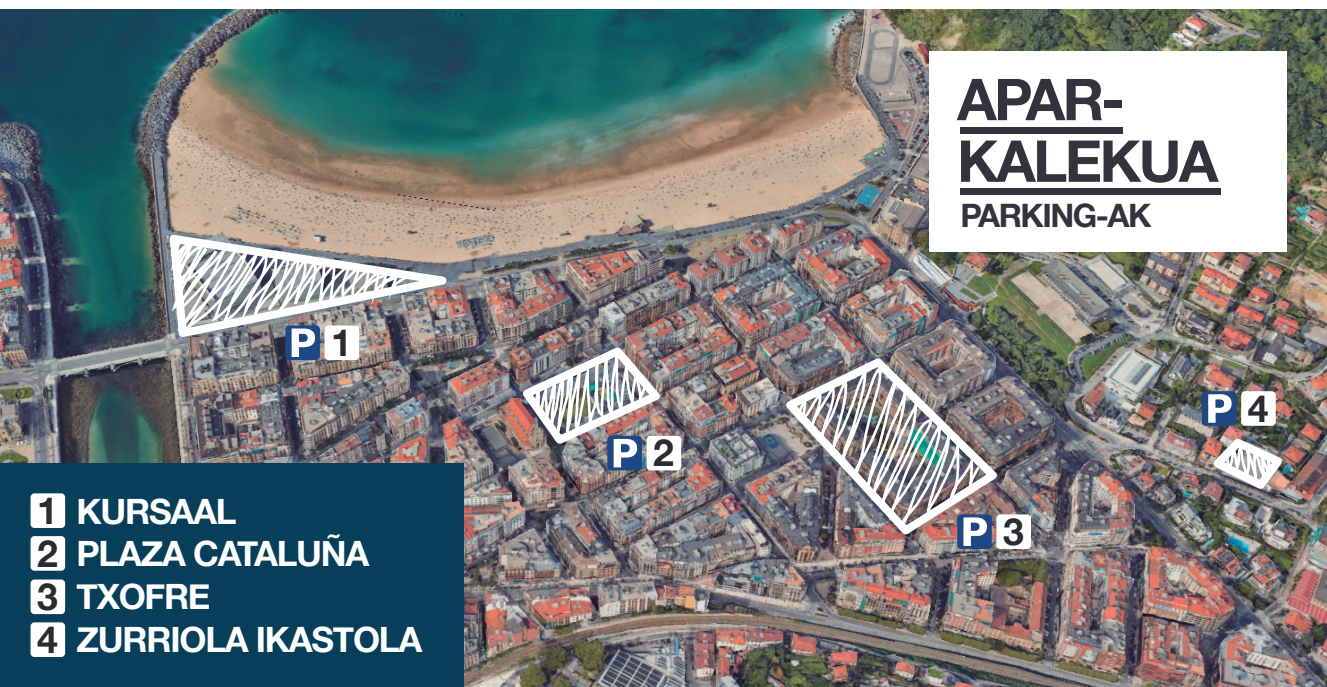 APAR-
KALEKUA
PARKING-AK
P 1
P 2
P 3
P 4
1 KURSAAL
2 PLAZA CATALUÑA
3 TXOFRE
4 ZURRIOLA IKASTOLA